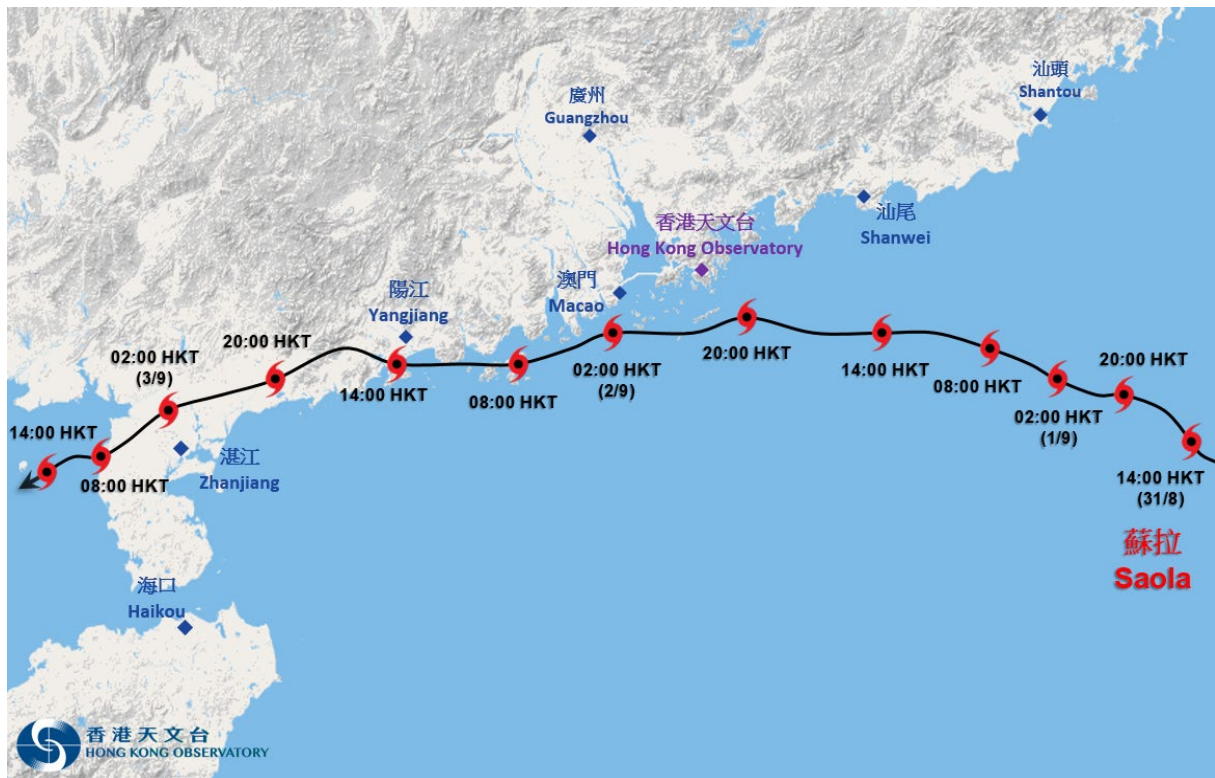 汕頭
Shantou
廣州
Guangzhou
汕尾
Shanwei
香港天文台
Hong Kong Observatory
澳門
Macao
陽江
Yangjiang
20:00 HKT
02:00 HKT
(3/9)
14:00 HKT
08:00 HKT
湛江
Zhanjiang
14:00 HKT
08:00 HKT
02:00 HKT
(2/9)
20:00 HKT
14:00 HKT
08:00 HKT
02:00 HKT
(1/9)
20:00 HKT
14:00 HKT
(31/8)
蘇拉
Saola
海口
Haikou
香港天文台
HONG KONG OBSERVATORY